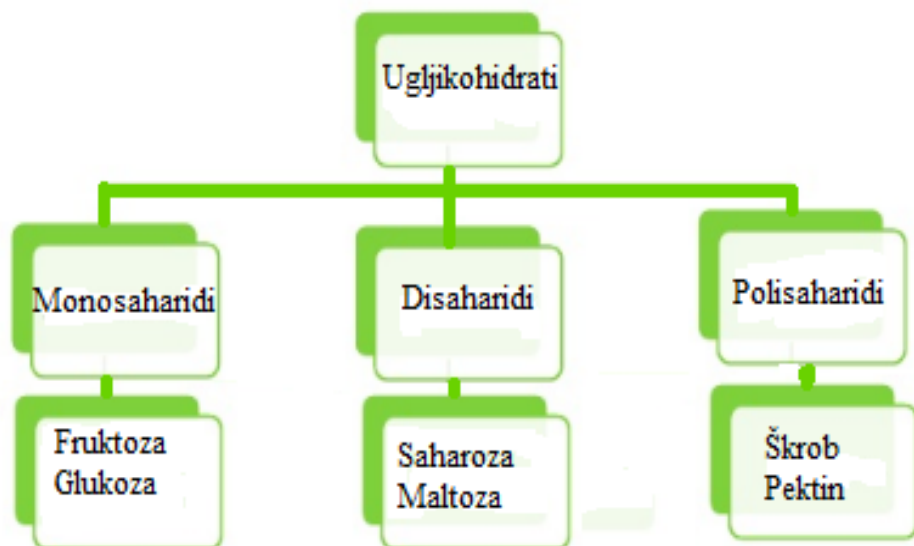 Ugljikohidrati
Monosaharidi
Disaharidi
Polisaharidi
Fruktoza
Glukoza
Saharoza
Maltoza
Škrob
Pektin